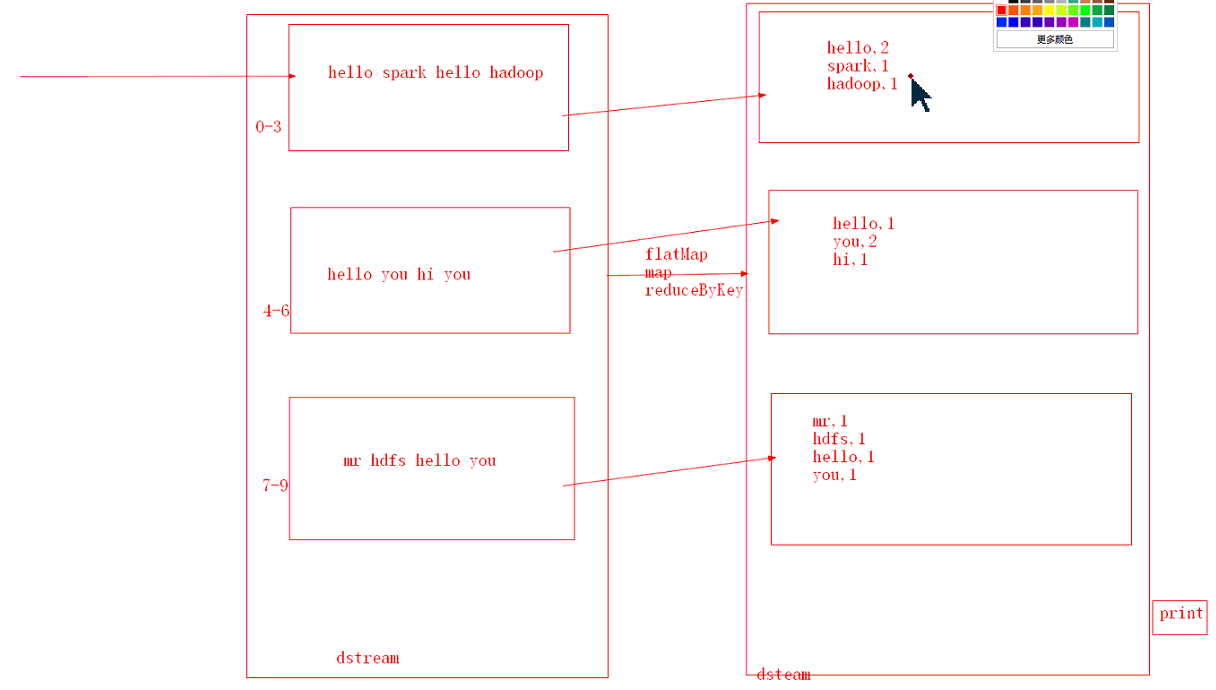 更多颜色
hello spark hello hadoop
0-3
hello,2
spark,1
hadoop,1
hello you hi you
4-6
flatMap
map
reduceByKey
hello,1
you,2
hi,1
mr hdfs hello you
7-9
mr,1
hdfs,1
hello,1
you,1
print
dstream
dsteam